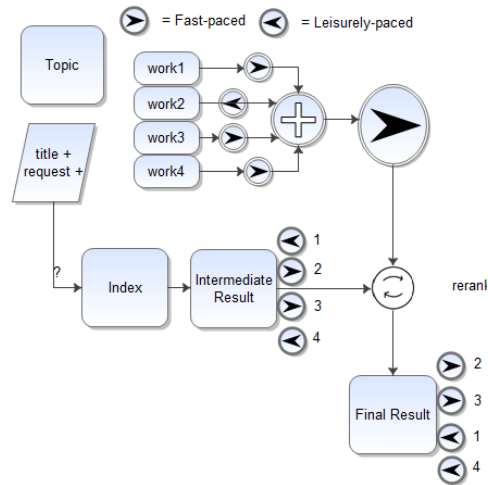 = Fast-paced
= Leisurely-paced
Topic
work1
work2
work3
work4
title +
request +
?
Index
Intermediate
Result
1
2
3
4
rerank
Final Result
2
3
1
4